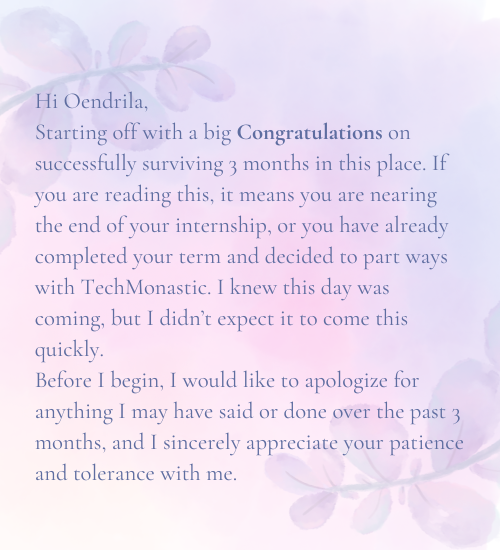 Hi Oendrila,
Starting off with a big Congratulations on
successfully surviving 3 months in this place. If
you are reading this, it means you are nearing
the end of your internship, or you have already
completed your term and decided to part ways
with TechMonastic. I knew this day was
coming, but I didn’t expect it to come this
quickly.
Before I begin, I would like to apologize for
anything I may have said or done over the past 3
months, and I sincerely appreciate your patience
and tolerance with me.